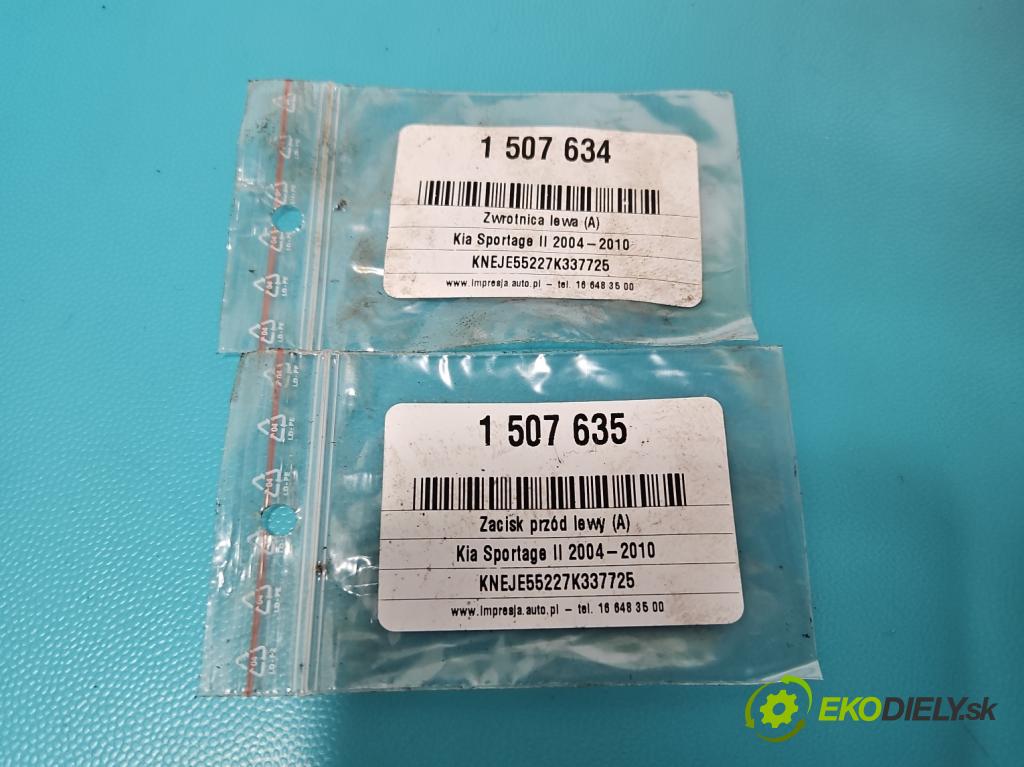 1 507 634
Zwrotnica lewa (A)
Kia Sportage II 2004-2010
KNEJE55227K337725
www.impresja.auto.pl - tel. 16 648 35 00
1 507 635
Zacisk przód lewy (A)
Kia Sportage II 2004-2010
KNEJE55227K337725
www.impresja.auto.pl - tel. 16 648 35 00
EKODIELY.sk